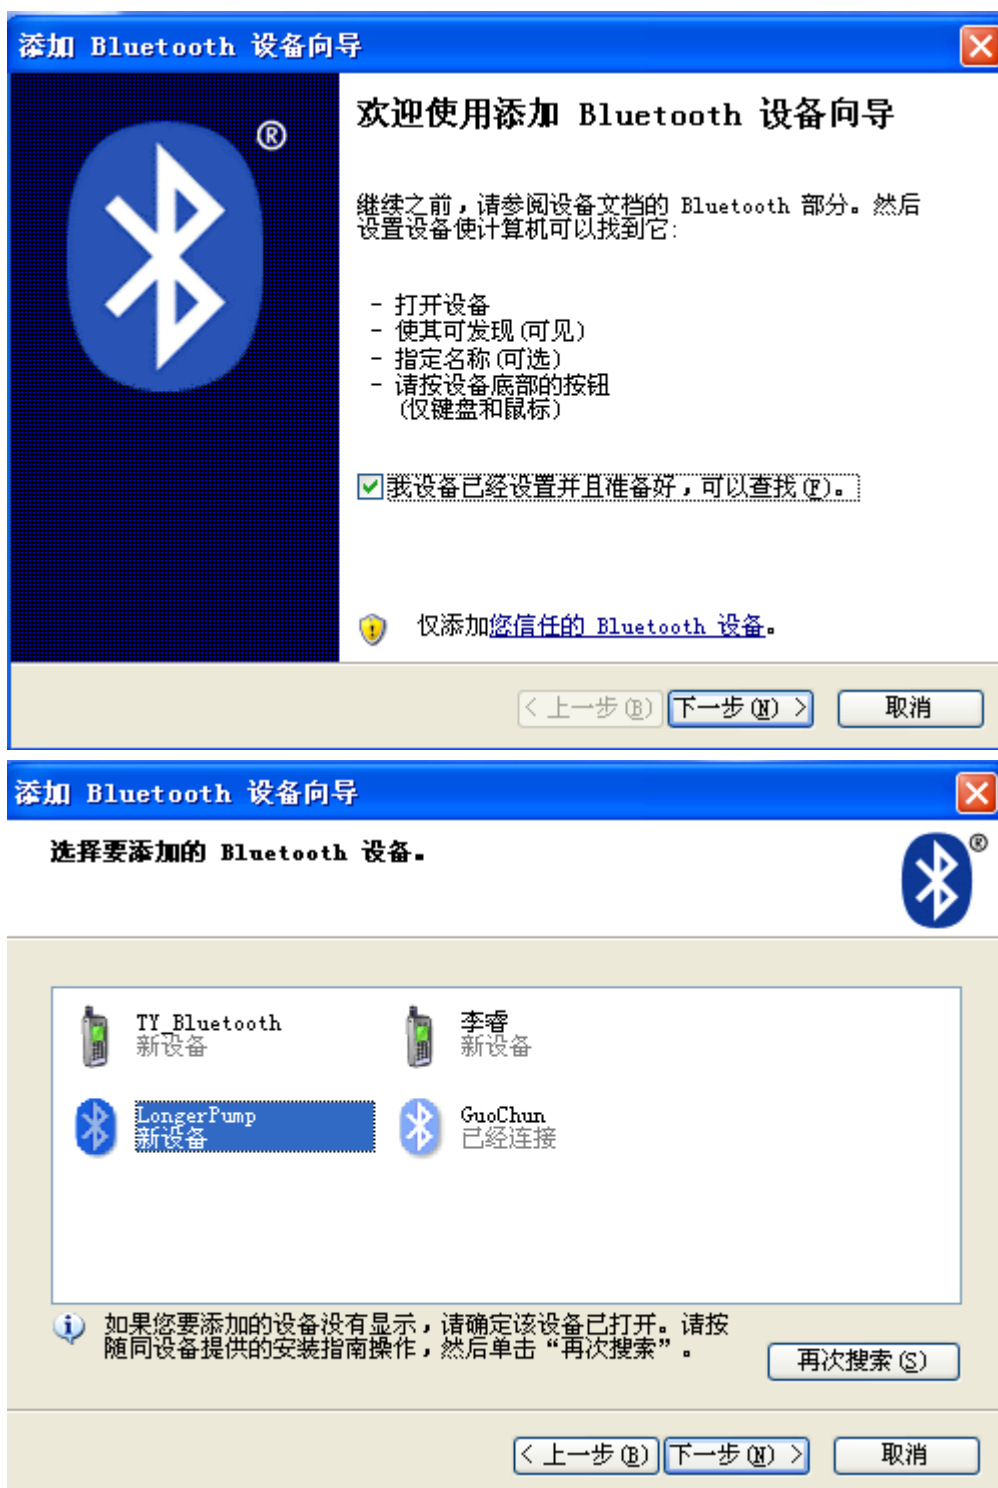 添加 Bluetooth 设备向导
®
欢迎使用添加 Bluetooth 设备向导
继续之前，请参阅设备文档的 Bluetooth 部分。然后
设置设备使计算机可以找到它:
- 打开设备
- 使其可发现(可见)
- 指定名称(可选)
- 请按设备底部的按钮
(仅键盘和鼠标)
我设备已经设置并且准备好，可以查找(F)。
仅添加您信任的 Bluetooth 设备。
< 上一步(B)
下一步(N) >
取消
添加 Bluetooth 设备向导
选择要添加的 Bluetooth 设备。
®
TY_Bluetooth
新设备
李睿
新设备
LongerPump
新设备
GuoChun
已经连接
如果您要添加的设备没有显示，请确定该设备已打开。请按
随同设备提供的安装指南操作，然后单击“再次搜索”。
再次搜索(S)
< 上一步(B)
下一步(N) >
取消